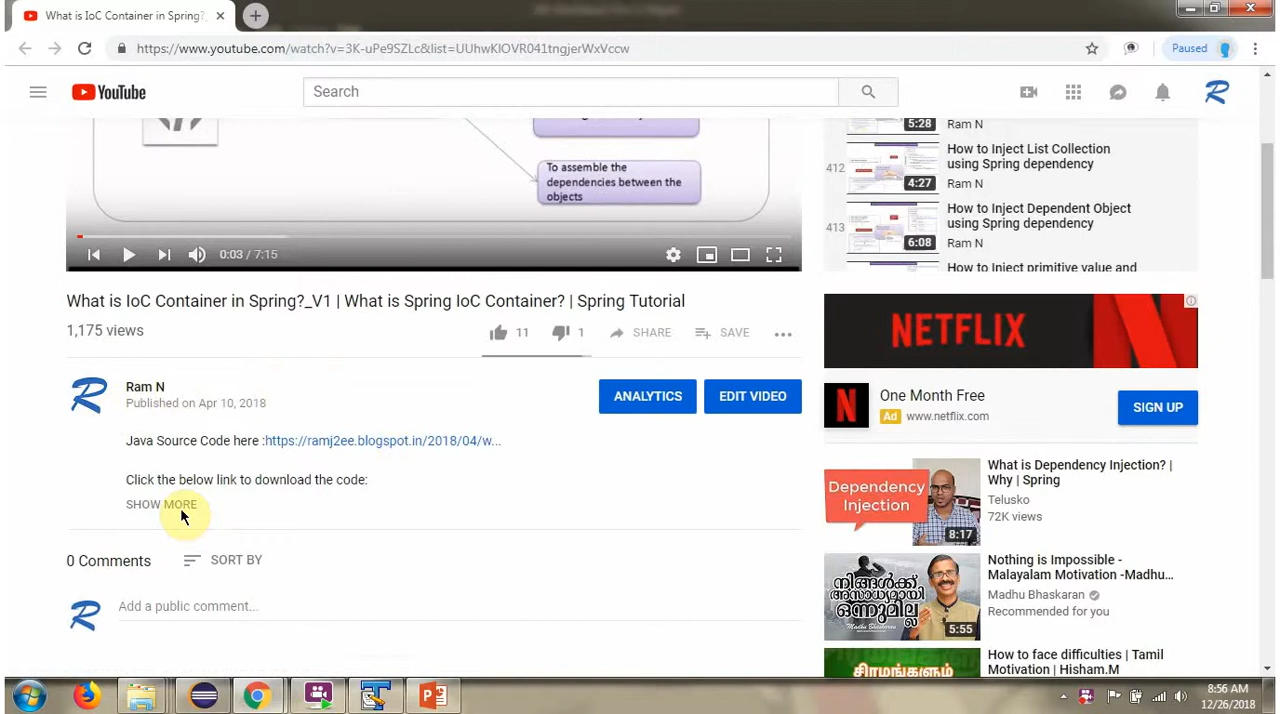 What is IoC Container in Spring?_
https://www.youtube.com/watch?v=3K-uPe9SZLc&list=UUhwKlOVR041tngjerWxVccw
Paused
YouTube
Search
To assemble the
dependencies between the
objects
0:03 / 7:15
What is IoC Container in Spring?_V1 | What is Spring IoC Container? | Spring Tutorial
1,175 views
11
1
SHARE
SAVE
Ram N
Published on Apr 10, 2018
ANALYTICS
EDIT VIDEO
Java Source Code here :https://ramj2ee.blogspot.in/2018/04/w...
Click the below link to download the code:
SHOW MORE
0 Comments
SORT BY
Add a public comment...
5:28
Ram N
412
4:27
How to Inject List Collection
using Spring dependency
Ram N
413
6:08
How to Inject Dependent Object
using Spring dependency
Ram N
How to Inject primitive value and
NETFLIX
N
One Month Free
Ad www.netflix.com
SIGN UP
Dependency
Injection
8:17
What is Dependency Injection? |
Why | Spring
Telusko
72K views
നിങ്ങൾക്ക്
അസാധ്യമായി
ഒന്നുമില്ല
5:55
Nothing is Impossible -
Malayalam Motivation -Madhu...
Madhu Bhaskaran
Recommended for you
சிரமங்களும்
How to face difficulties | Tamil
Motivation | Hisham.M
8:56 AM
12/26/2018